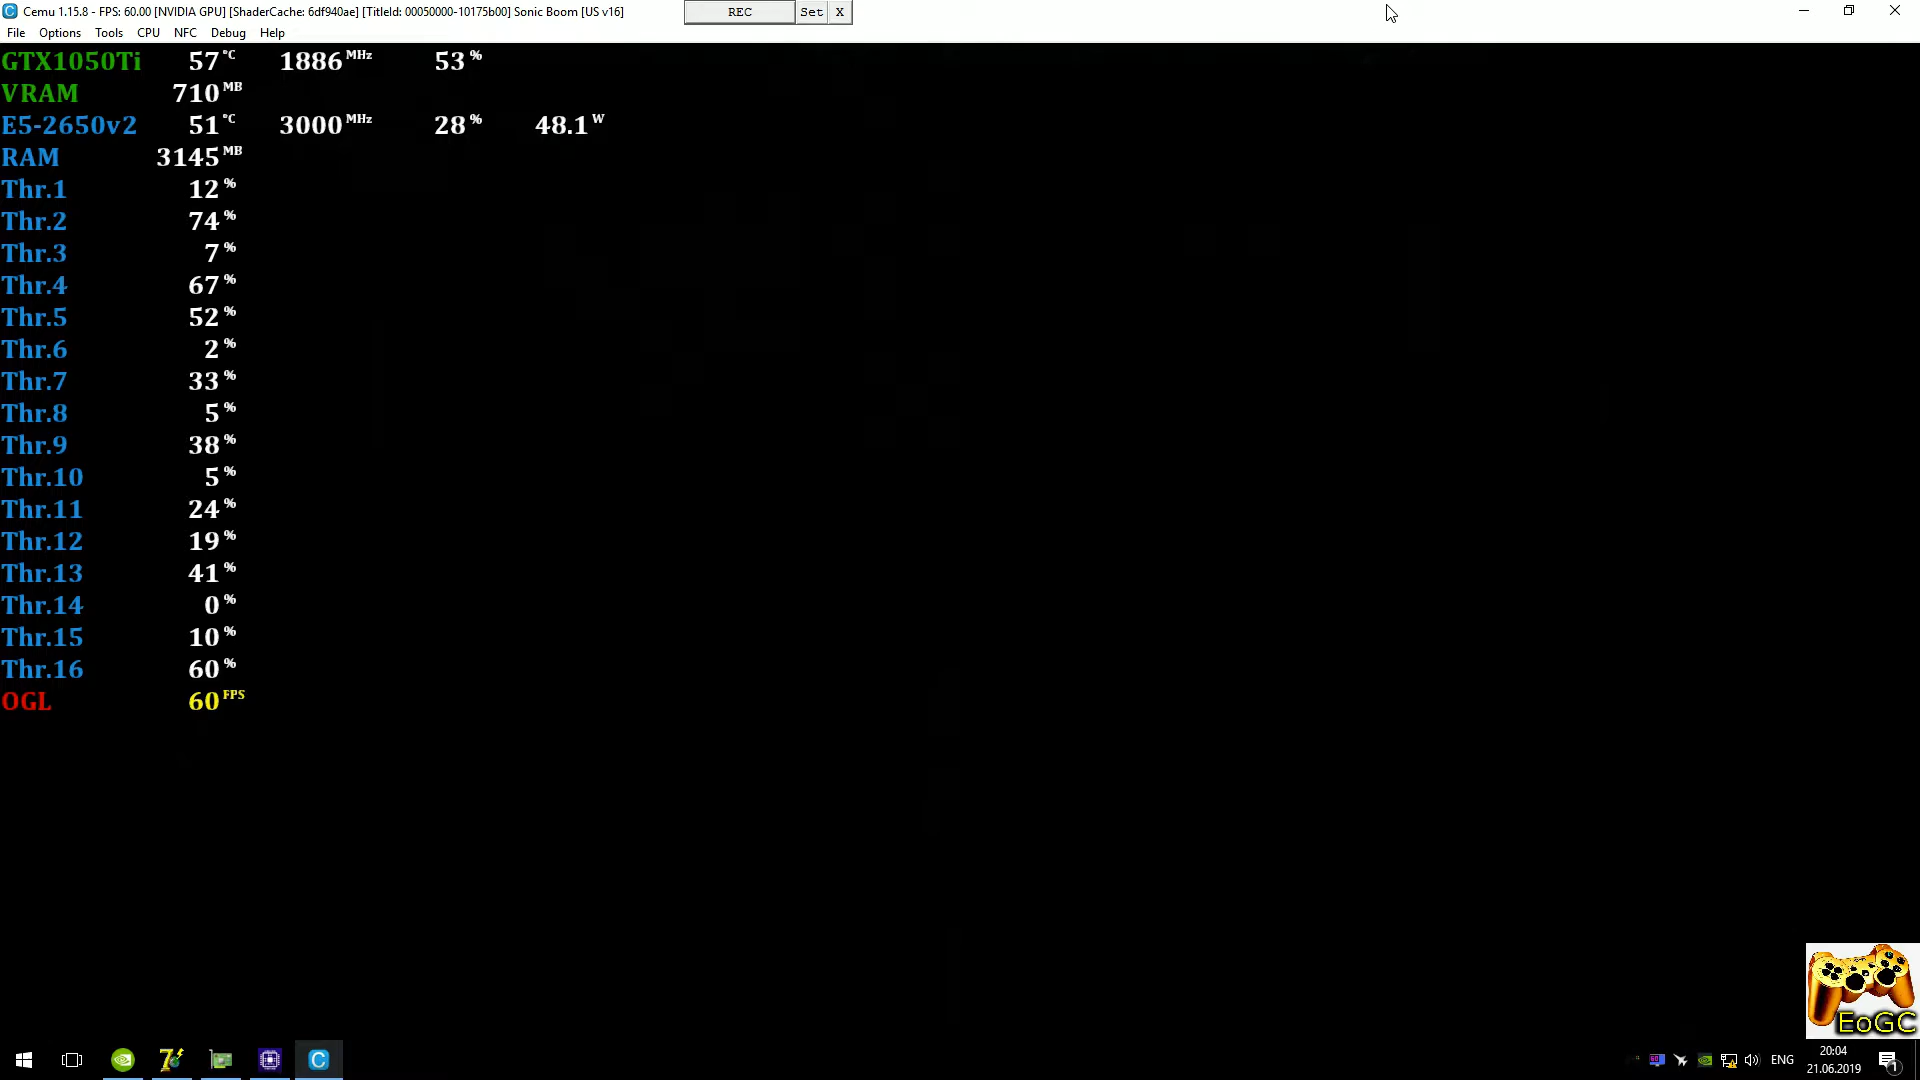 Cemu 1.15.8 - FPS: 60.00 [NVIDIA GPU] [ShaderCache: 6df940ae] [TitleId: 00050000-10175b00] Sonic Boom [US v16]
REC Set X
File Options Tools CPU NFC Debug Help
GTX1050Ti 57 °C 1886 MHz 53 %
VRAM 710 MB
E5-2650v2 51 °C 3000 MHz 28 % 48.1 W
RAM 3145 MB
Thr.1 12 %
Thr.2 74 %
Thr.3 7 %
Thr.4 67 %
Thr.5 52 %
Thr.6 2 %
Thr.7 33 %
Thr.8 5 %
Thr.9 38 %
Thr.10 5 %
Thr.11 24 %
Thr.12 19 %
Thr.13 41 %
Thr.14 0 %
Thr.15 10 %
Thr.16 60 %
OGL 60 FPS
EoGC
ENG
20:04
21.06.2019
1